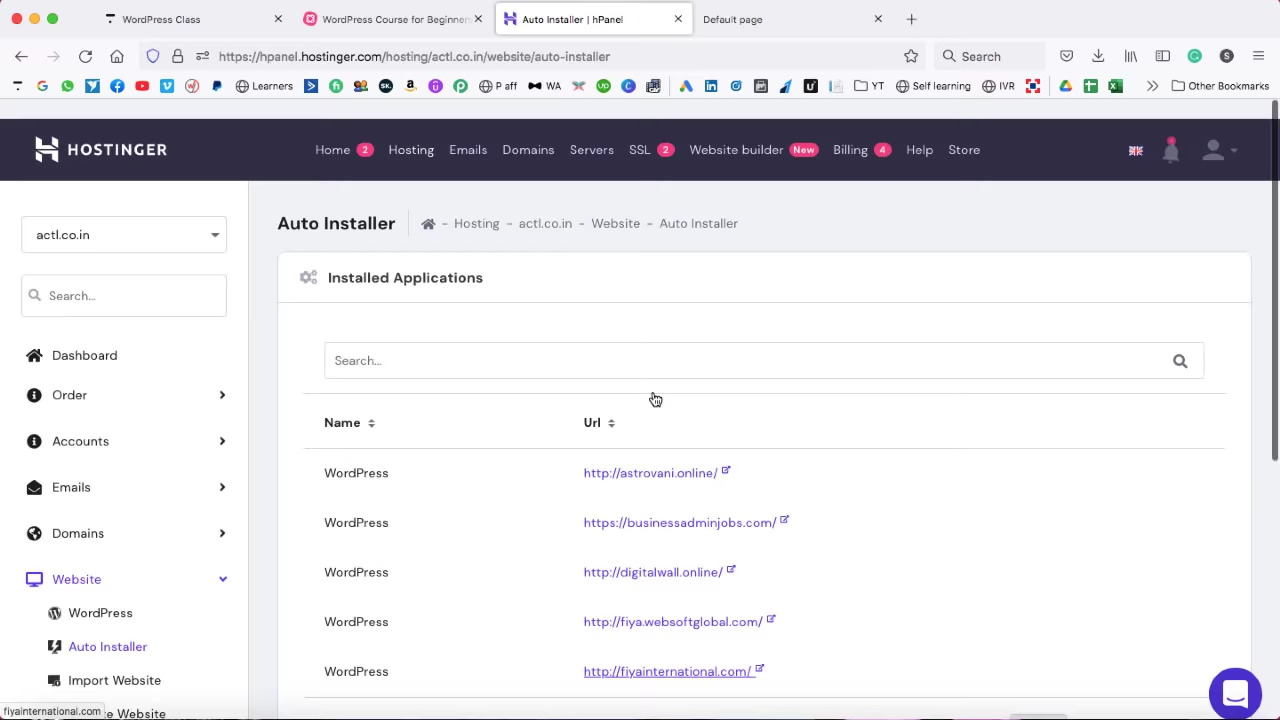 WordPress Class
WordPress Course for Beginner
Auto Installer | hPanel
Default page
https://hpanel.hostinger.com/hosting/actl.co.in/website/auto-installer
Search
Learners
P aff
WA
YT
Self learning
IVR
Other Bookmarks
HOSTINGER
Home 2
Hosting
Emails
Domains
Servers
SSL 2
Website builder New
Billing 4
Help
Store
actl.co.in
Search...
Dashboard
Order
Accounts
Emails
Domains
Website
WordPress
Auto Installer
Import Website
Website
Auto Installer
- Hosting - actl.co.in - Website - Auto Installer
Installed Applications
Search...
Name Url
WordPress http://astrovani.online/
WordPress https://businessadminjobs.com/
WordPress http://digitalwall.online/
WordPress http://fiya.websoftglobal.com/
WordPress http://fiyainternational.com/
fiyainternational.com